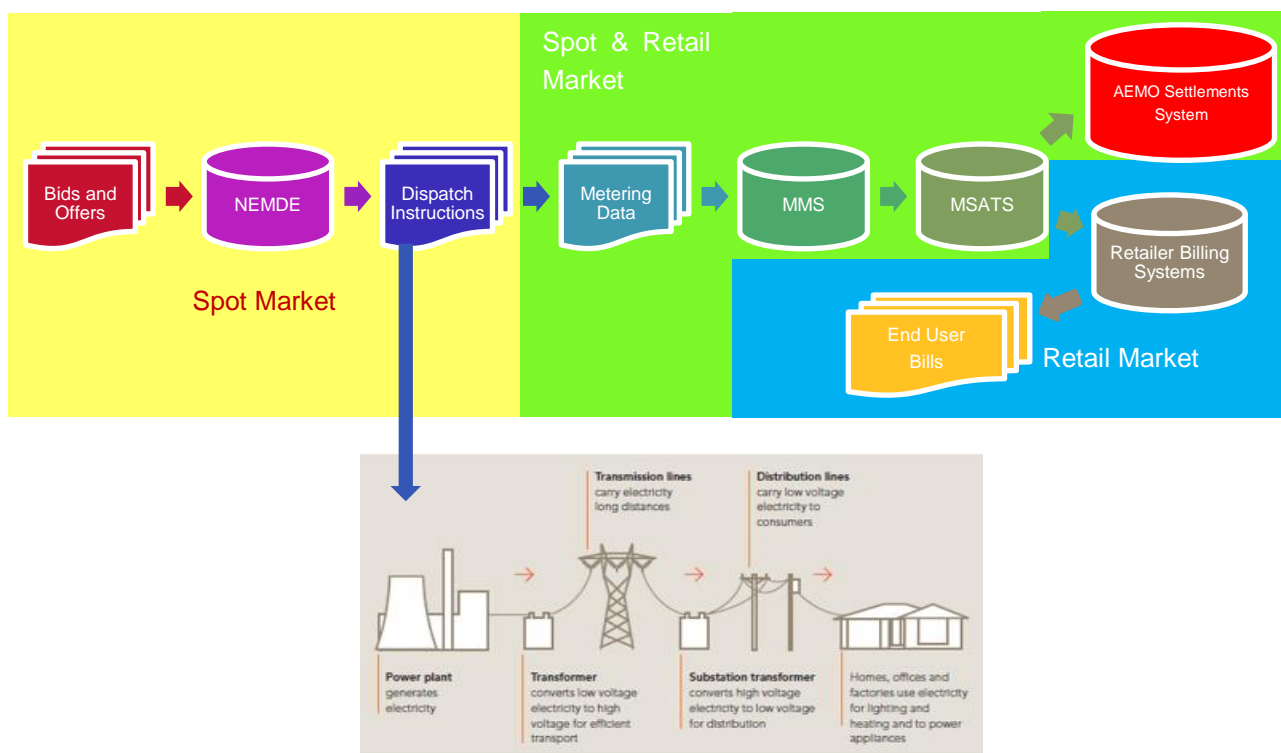 Spot & Retail
Market
AEMO Settlements
System
Bids and
Offers
NEMDE
Dispatch
Instructions
Metering
Data
MMS
MSATS
Retailer Billing
Systems
Spot Market
End User
Bills
Retail Market
Transmission lines
carry electricity
long distances
Distribution lines
carry low voltage
electricity to
consumers
Power plant
generates
electricity
Transformer
converts low voltage
electricity to high
voltage for efficient
transport
Substation transformer
converts high voltage
electricity to low voltage
for distribution
Homes, offices and
factories use electricity
for lighting and
heating and to power
appliances